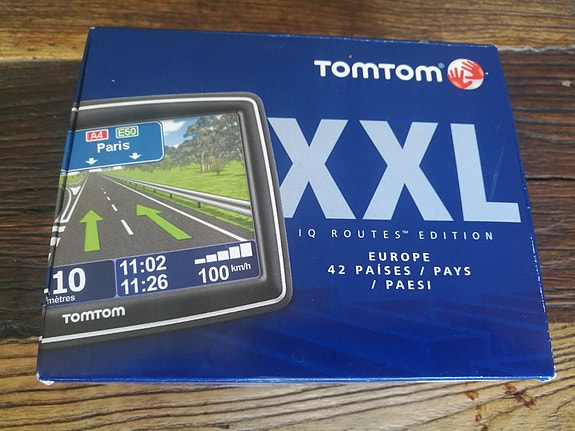 TOMTOM®
XXL
IQ ROUTES™ EDITION
EUROPE
42 PAÍSES / PAYS
/ PAESI
A4 E50
Paris
.10
mètres
11:02
11:26
100 km/h
TOMTOM